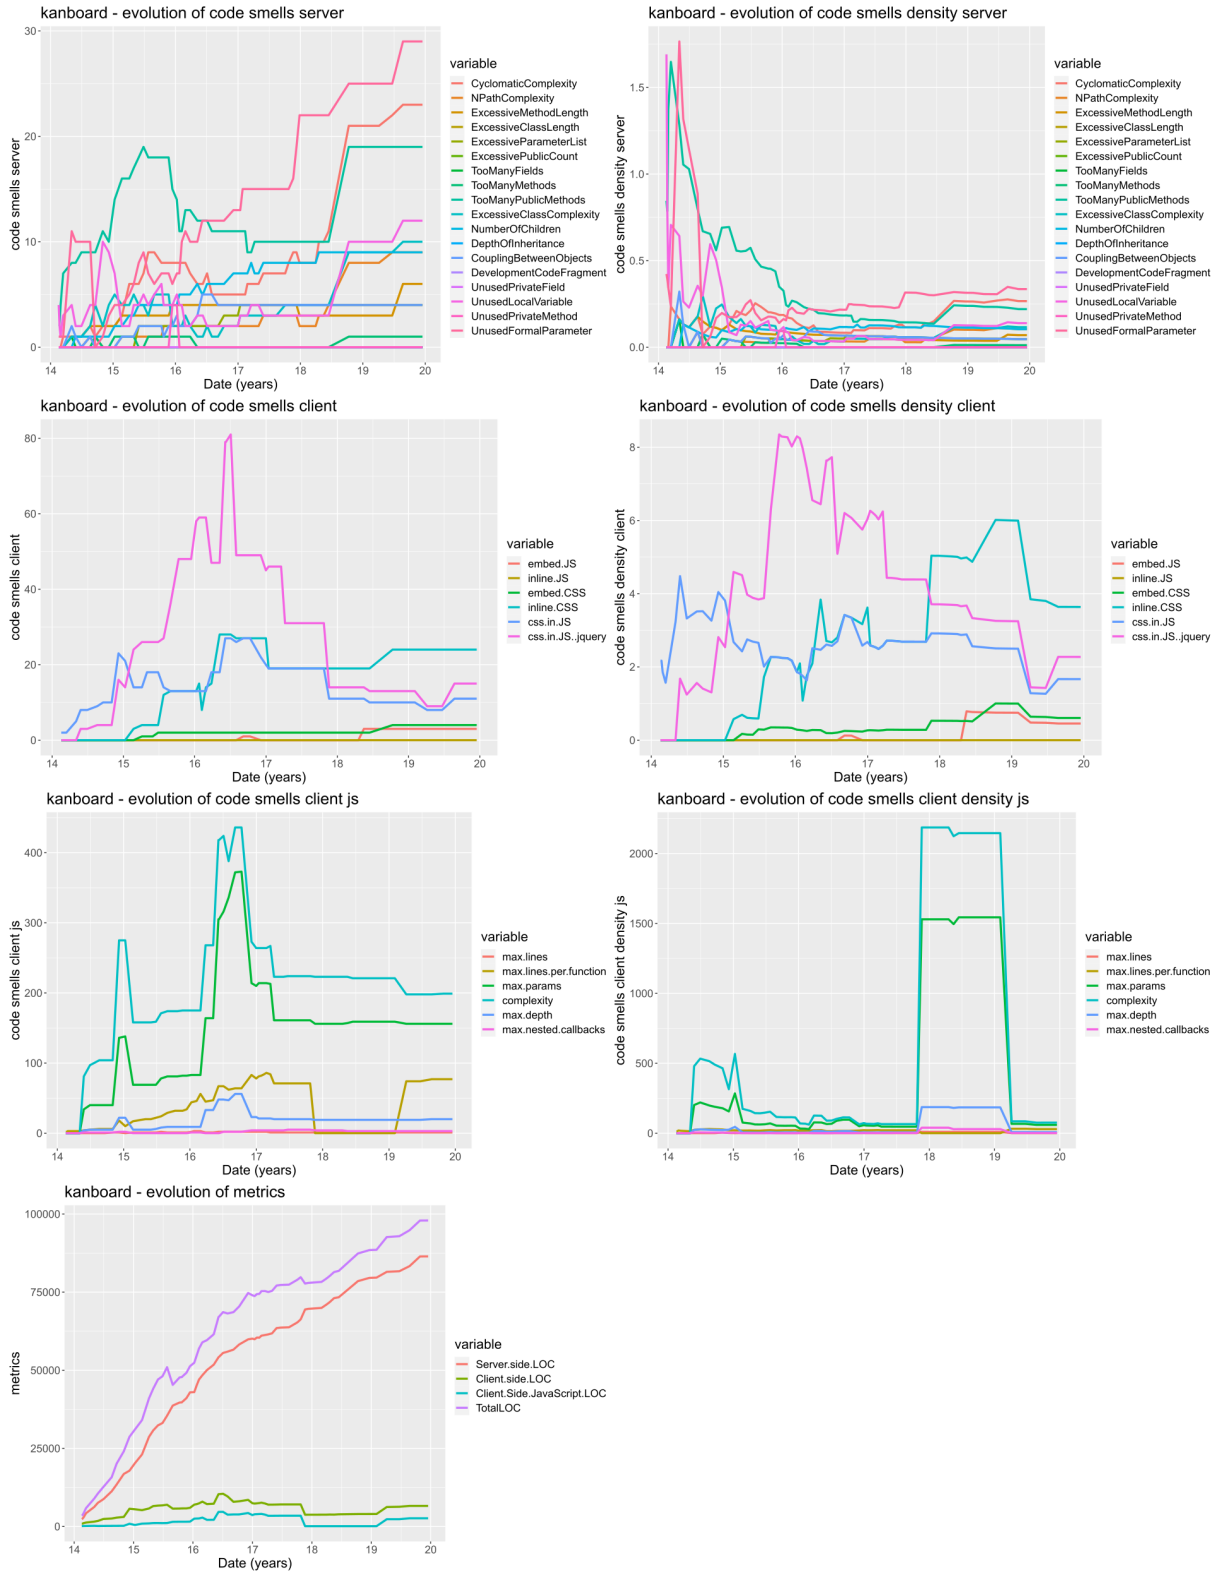 kanboard - evolution of code smells server
code smells server
30
20
10
0
14 15 16 17 18 19 20
Date (years)
variable
CyclomaticComplexity
NPathComplexity
ExcessiveMethodLength
ExcessiveClassLength
ExcessiveParameterList
ExcessivePublicCount
TooManyFields
TooManyMethods
TooManyPublicMethods
ExcessiveClassComplexity
NumberOfChildren
DepthOfInheritance
CouplingBetweenObjects
DevelopmentCodeFragment
UnusedPrivateField
UnusedLocalVariable
UnusedPrivateMethod
UnusedFormalParameter
kanboard - evolution of code smells density server
code smells density server
1.5
1.0
0.5
0.0
14 15 16 17 18 19 20
Date (years)
variable
CyclomaticComplexity
NPathComplexity
ExcessiveMethodLength
ExcessiveClassLength
ExcessiveParameterList
ExcessivePublicCount
TooManyFields
TooManyMethods
TooManyPublicMethods
ExcessiveClassComplexity
NumberOfChildren
DepthOfInheritance
CouplingBetweenObjects
DevelopmentCodeFragment
UnusedPrivateField
UnusedLocalVariable
UnusedPrivateMethod
UnusedFormalParameter
kanboard - evolution of code smells client
code smells client
80
60
40
20
0
14 15 16 17 18 19 20
Date (years)
variable
embed.JS
inline.JS
embed.CSS
inline.CSS
css.in.JS
css.in.JS..jquery
kanboard - evolution of code smells density client
code smells density client
8
6
4
2
0
14 15 16 17 18 19 20
Date (years)
variable
embed.JS
inline.JS
embed.CSS
inline.CSS
css.in.JS
css.in.JS..jquery
kanboard - evolution of code smells client js
code smells client js
400
300
200
100
0
14 15 16 17 18 19 20
Date (years)
variable
max.lines
max.lines.per.function
max.params
complexity
max.depth
max.nested.callbacks
kanboard - evolution of code smells client density js
code smells client density js
2000
1500
1000
500
0
14 15 16 17 18 19 20
Date (years)
variable
max.lines
max.lines.per.function
max.params
complexity
max.depth
max.nested.callbacks
kanboard - evolution of metrics
metrics
100000
75000
50000
25000
0
14 15 16 17 18 19 20
Date (years)
variable
Server.side.LOC
Client.side.LOC
Client.Side.JavaScript.LOC
TotalLOC